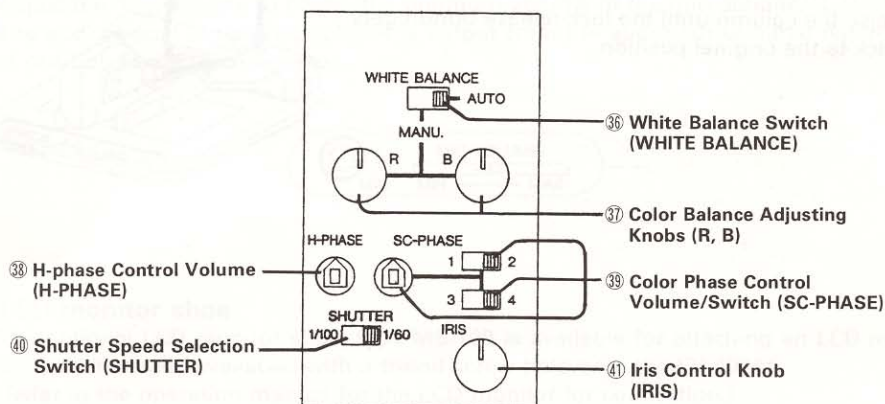 WHITE BALANCE
AUTO
MANU.
R B
H-PHASE SC-PHASE
1 2
3 4
SHUTTER
1/100 1/60
IRIS
㊱ White Balance Switch
(WHITE BALANCE)
㊲ Color Balance Adjusting
Knobs (R, B)
㊳ H-phase Control Volume
(H-PHASE)
㊴ Color Phase Control
Volume/Switch (SC-PHASE)
㊵ Shutter Speed Selection
Switch (SHUTTER)
㊶ Iris Control Knob
(IRIS)